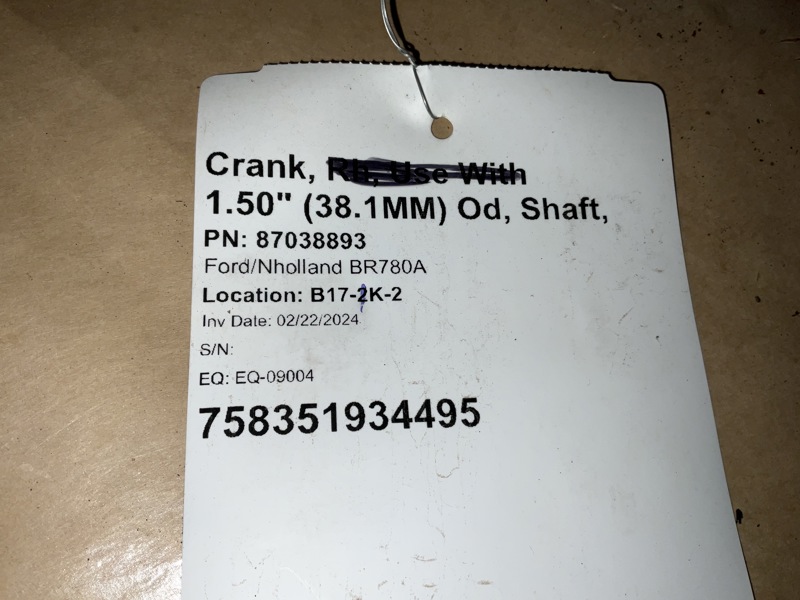 Crank, Rh, Use With
1.50" (38.1MM) Od, Shaft,
PN: 87038893
Ford/Nholland BR780A
Location: B17-2K-2
Inv Date: 02/22/2024
S/N:
EQ: EQ-09004
758351934495